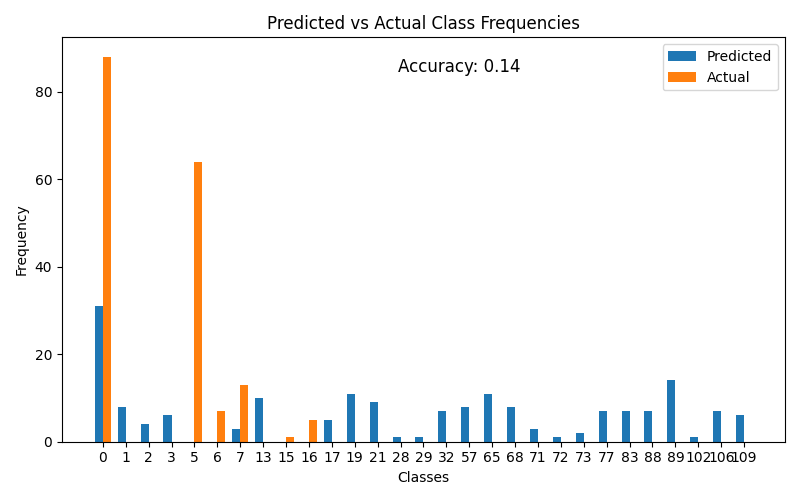 Predicted vs Actual Class Frequencies
Accuracy: 0.14
Predicted
Actual
Frequency
80
60
40
20
0
0 1 2 3 5 6 7 13 15 16 17 19 21 28 29 32 57 65 68 71 72 73 77 83 88 89 102 106 109
Classes